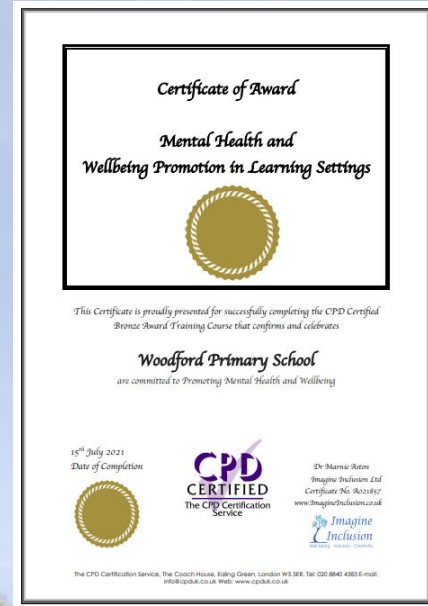 Certificate of Award
Mental Health and
Wellbeing Promotion in Learning Settings
This Certificate is proudly presented for successfully completing the CPD Certified
Bronze Award Training Course that confirms and celebrates
Woodford Primary School
are committed to Promoting Mental Health and Wellbeing
15th July 2021
Date of Completion
CPD
CERTIFIED
The CPD Certification
Service
Dr Marnie Aston
Imagine Inclusion Ltd
Certificate No. A021857
www.ImagineInclusion.co.uk
Imagine
Inclusion
The CPD Certification Service, The Coach House, Ealing Green, London W5 5ER. Tel: 020 8840 4383 E-mail:
info@cpduk.co.uk Web: www.cpduk.co.uk